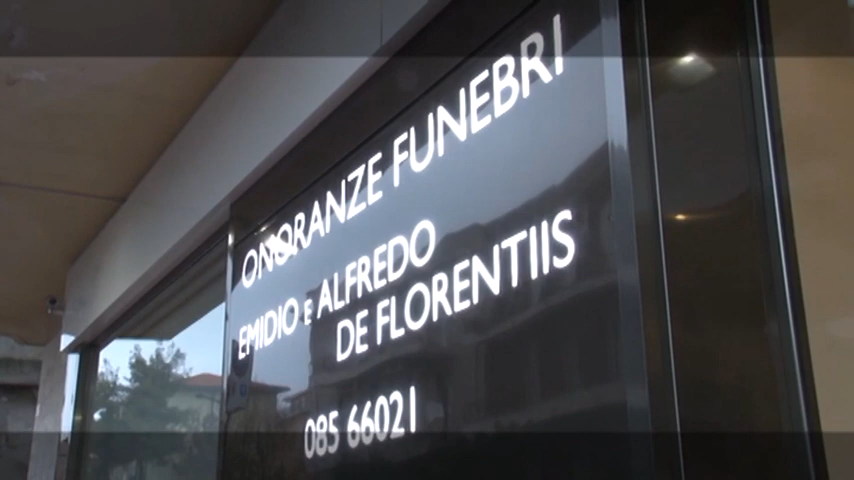 ONORANZE FUNEBRI
EMIDIO E ALFREDO
DE FLORENTIIS
085 66021